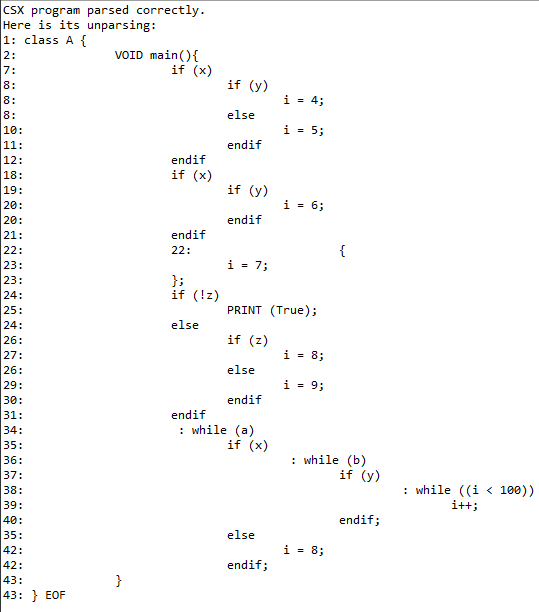 CSX program parsed correctly.
Here is its unparsing:
1: class A {
2:             VOID main(){
7:                     if (x)
8:                             if (y)
8:                                     i = 4;
8:                             else
10:                                     i = 5;
11:                             endif
12:                     endif
18:                     if (x)
19:                             if (y)
20:                                     i = 6;
20:                             endif
21:                     endif
22:                     22:                     {
23:                             i = 7;
23:                     };
24:                     if (!z)
25:                             PRINT (True);
24:                     else
26:                             if (z)
27:                                     i = 8;
26:                             else
29:                                     i = 9;
30:                             endif
31:                     endif
34:                      : while (a)
35:                             if (x)
36:                                      : while (b)
37:                                             if (y)
38:                                                      : while ((i < 100))
39:                                                             i++;
40:                                             endif;
35:                             else
42:                                     i = 8;
42:                             endif;
43:             }
43: } EOF